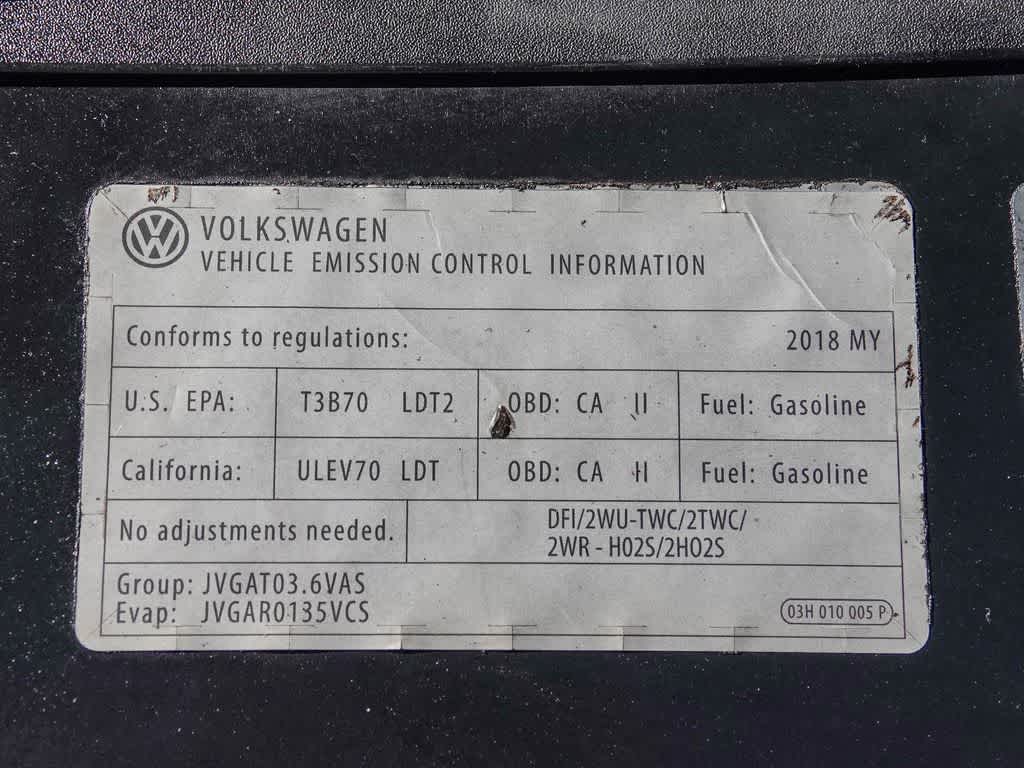 VOLKSWAGEN
VEHICLE EMISSION CONTROL INFORMATION
Conforms to regulations: 2018 MY
U.S. EPA: T3B70 LDT2 OBD: CA II Fuel: Gasoline
California: ULEV70 LDT OBD: CA II Fuel: Gasoline
No adjustments needed. DFI/2WU-TWC/2TWC/
2WR - HO2S/2HO2S
Group: JVGAT03.6VAS
Evap: JVGAR0135VCS
03H 010 005 P